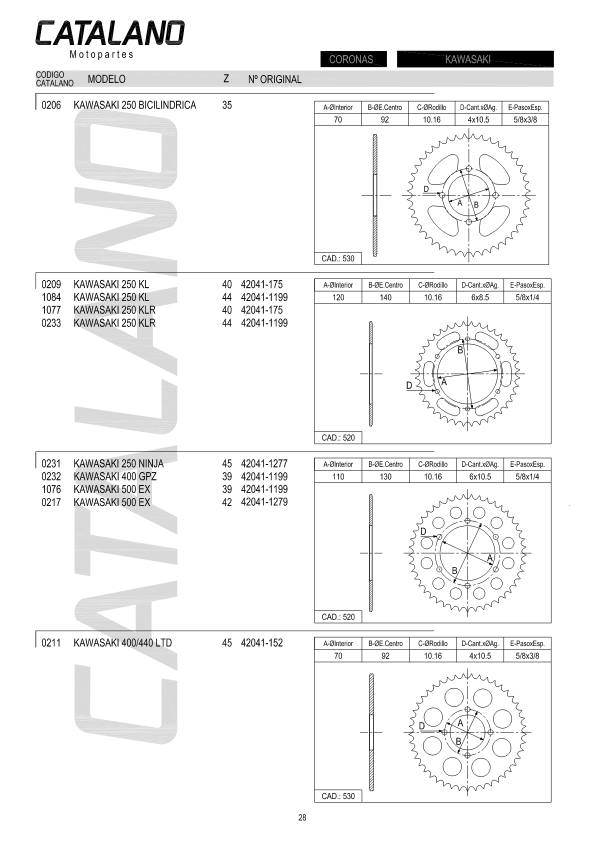 CATALANO
Motopartes
CORONAS KAWASAKI
CODIGO CATALANO MODELO Z Nº ORIGINAL
0206 KAWASAKI 250 BICILINDRICA 35
A-ØInterior B-ØE.Centro C-ØRodillo D-Cant.xØAg. E-PasoxEsp.
70 92 10.16 4x10.5 5/8x3/8
D
A B
CAD.: 530
0209 KAWASAKI 250 KL 40 42041-175
1084 KAWASAKI 250 KL 44 42041-1199
1077 KAWASAKI 250 KLR 40 42041-175
0233 KAWASAKI 250 KLR 44 42041-1199
A-ØInterior B-ØE.Centro C-ØRodillo D-Cant.xØAg. E-PasoxEsp.
120 140 10.16 6x8.5 5/8x1/4
B
D A
CAD.: 520
0231 KAWASAKI 250 NINJA 45 42041-1277
0232 KAWASAKI 400 GPZ 39 42041-1199
1076 KAWASAKI 500 EX 39 42041-1199
0217 KAWASAKI 500 EX 42 42041-1279
A-ØInterior B-ØE.Centro C-ØRodillo D-Cant.xØAg. E-PasoxEsp.
110 130 10.16 6x10.5 5/8x1/4
D
A
B
CAD.: 520
0211 KAWASAKI 400/440 LTD 45 42041-152
A-ØInterior B-ØE.Centro C-ØRodillo D-Cant.xØAg. E-PasoxEsp.
70 92 10.16 4x10.5 5/8x3/8
D A
B
CAD.: 530
CATALANO
28